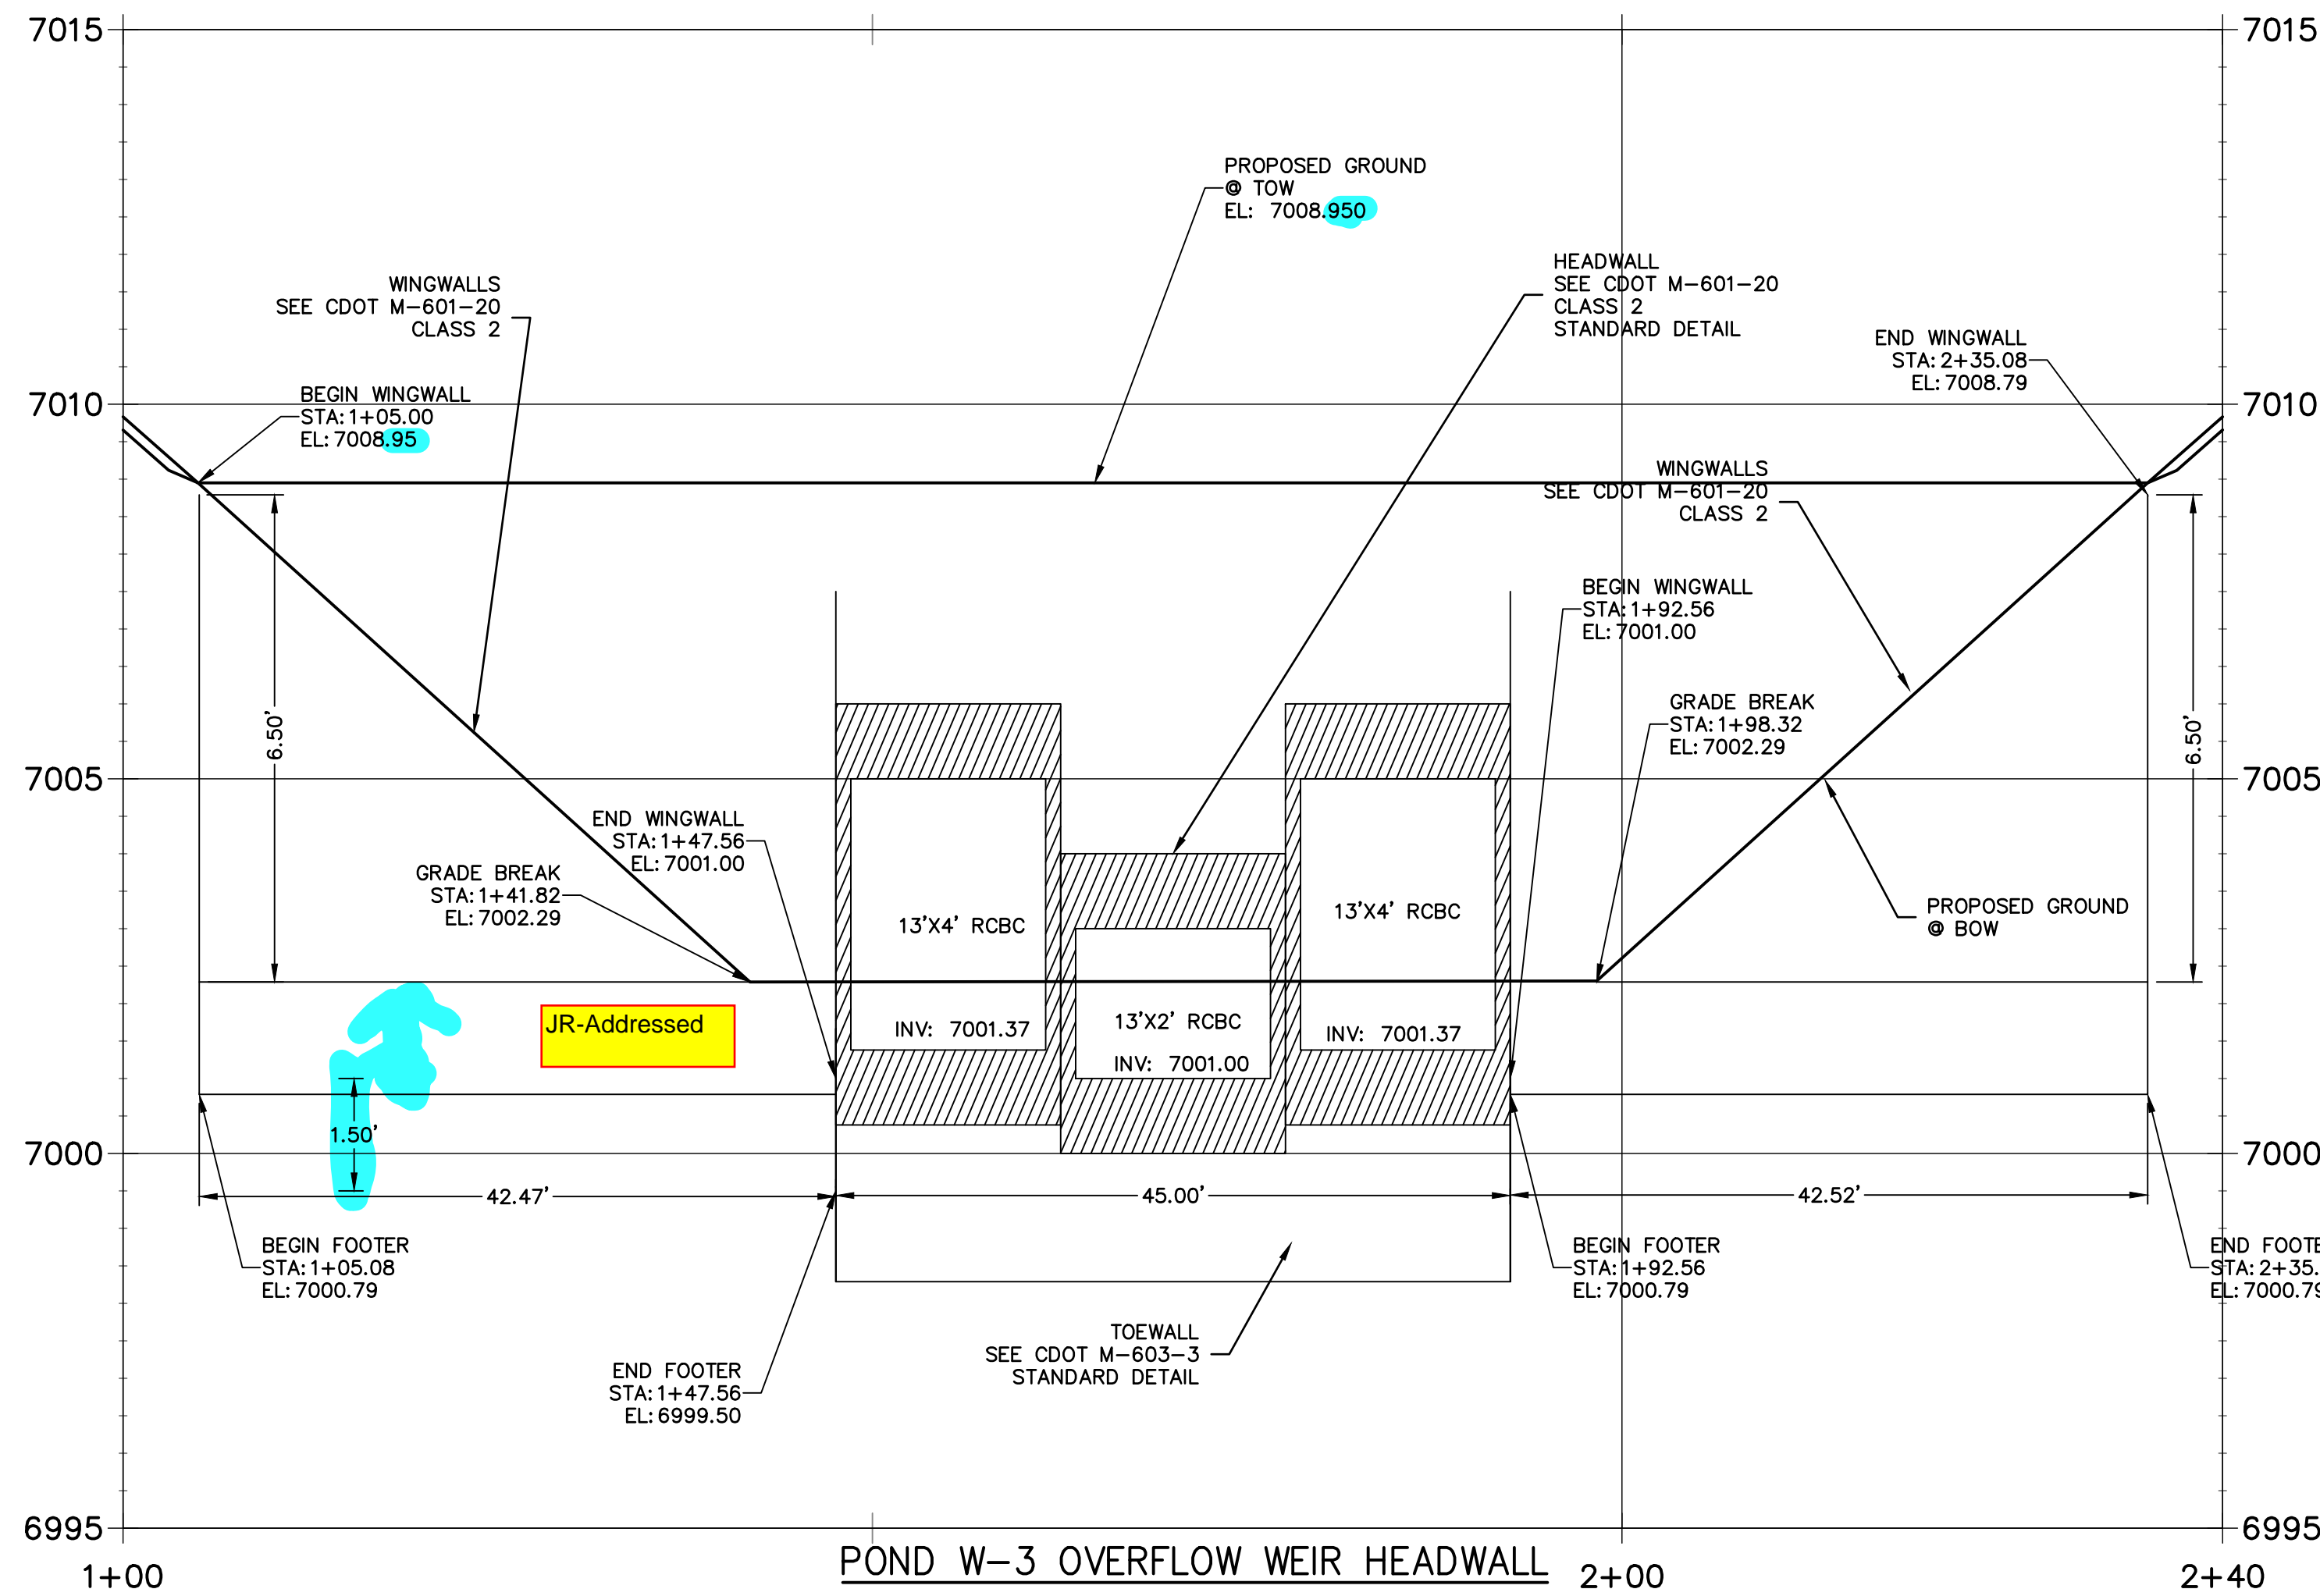 7015
7015
PROPOSED GROUND
@ TOW
EL: 7008.950
HEADWALL
SEE CDOT M-601-20
CLASS 2
STANDARD DETAIL
WINGWALLS
SEE CDOT M-601-20
CLASS 2
END WINGWALL
STA:2+35.08
EL:7008.79
BEGIN WINGWALL
STA:1+05.00
EL:7008.95
7010
7010
WINGWALLS
SEE CDOT M-601-20
CLASS 2
BEGIN WINGWALL
STA:1+92.56
EL:7001.00
GRADE BREAK
STA:1+98.32
EL:7002.29
6.50'
6.50'
7005
7005
END WINGWALL
STA:1+47.56
EL:7001.00
GRADE BREAK
STA:1+41.82
EL:7002.29
13'X4' RCBC
13'X4' RCBC
PROPOSED GROUND
@ BOW
JR-Addressed
INV: 7001.37
13'X2' RCBC
INV: 7001.00
INV: 7001.37
1.50'
7000
7000
42.47'
45.00'
42.52'
BEGIN FOOTER
STA:1+05.08
EL:7000.79
BEGIN FOOTER
STA:1+92.56
EL:7000.79
END FOOTE
STA:2+35.
EL:7000.79
TOEWALL
SEE CDOT M-603-3
STANDARD DETAIL
END FOOTER
STA:1+47.56
EL:6999.50
6995
6995
1+00
POND W-3 OVERFLOW WEIR HEADWALL
2+00
2+40